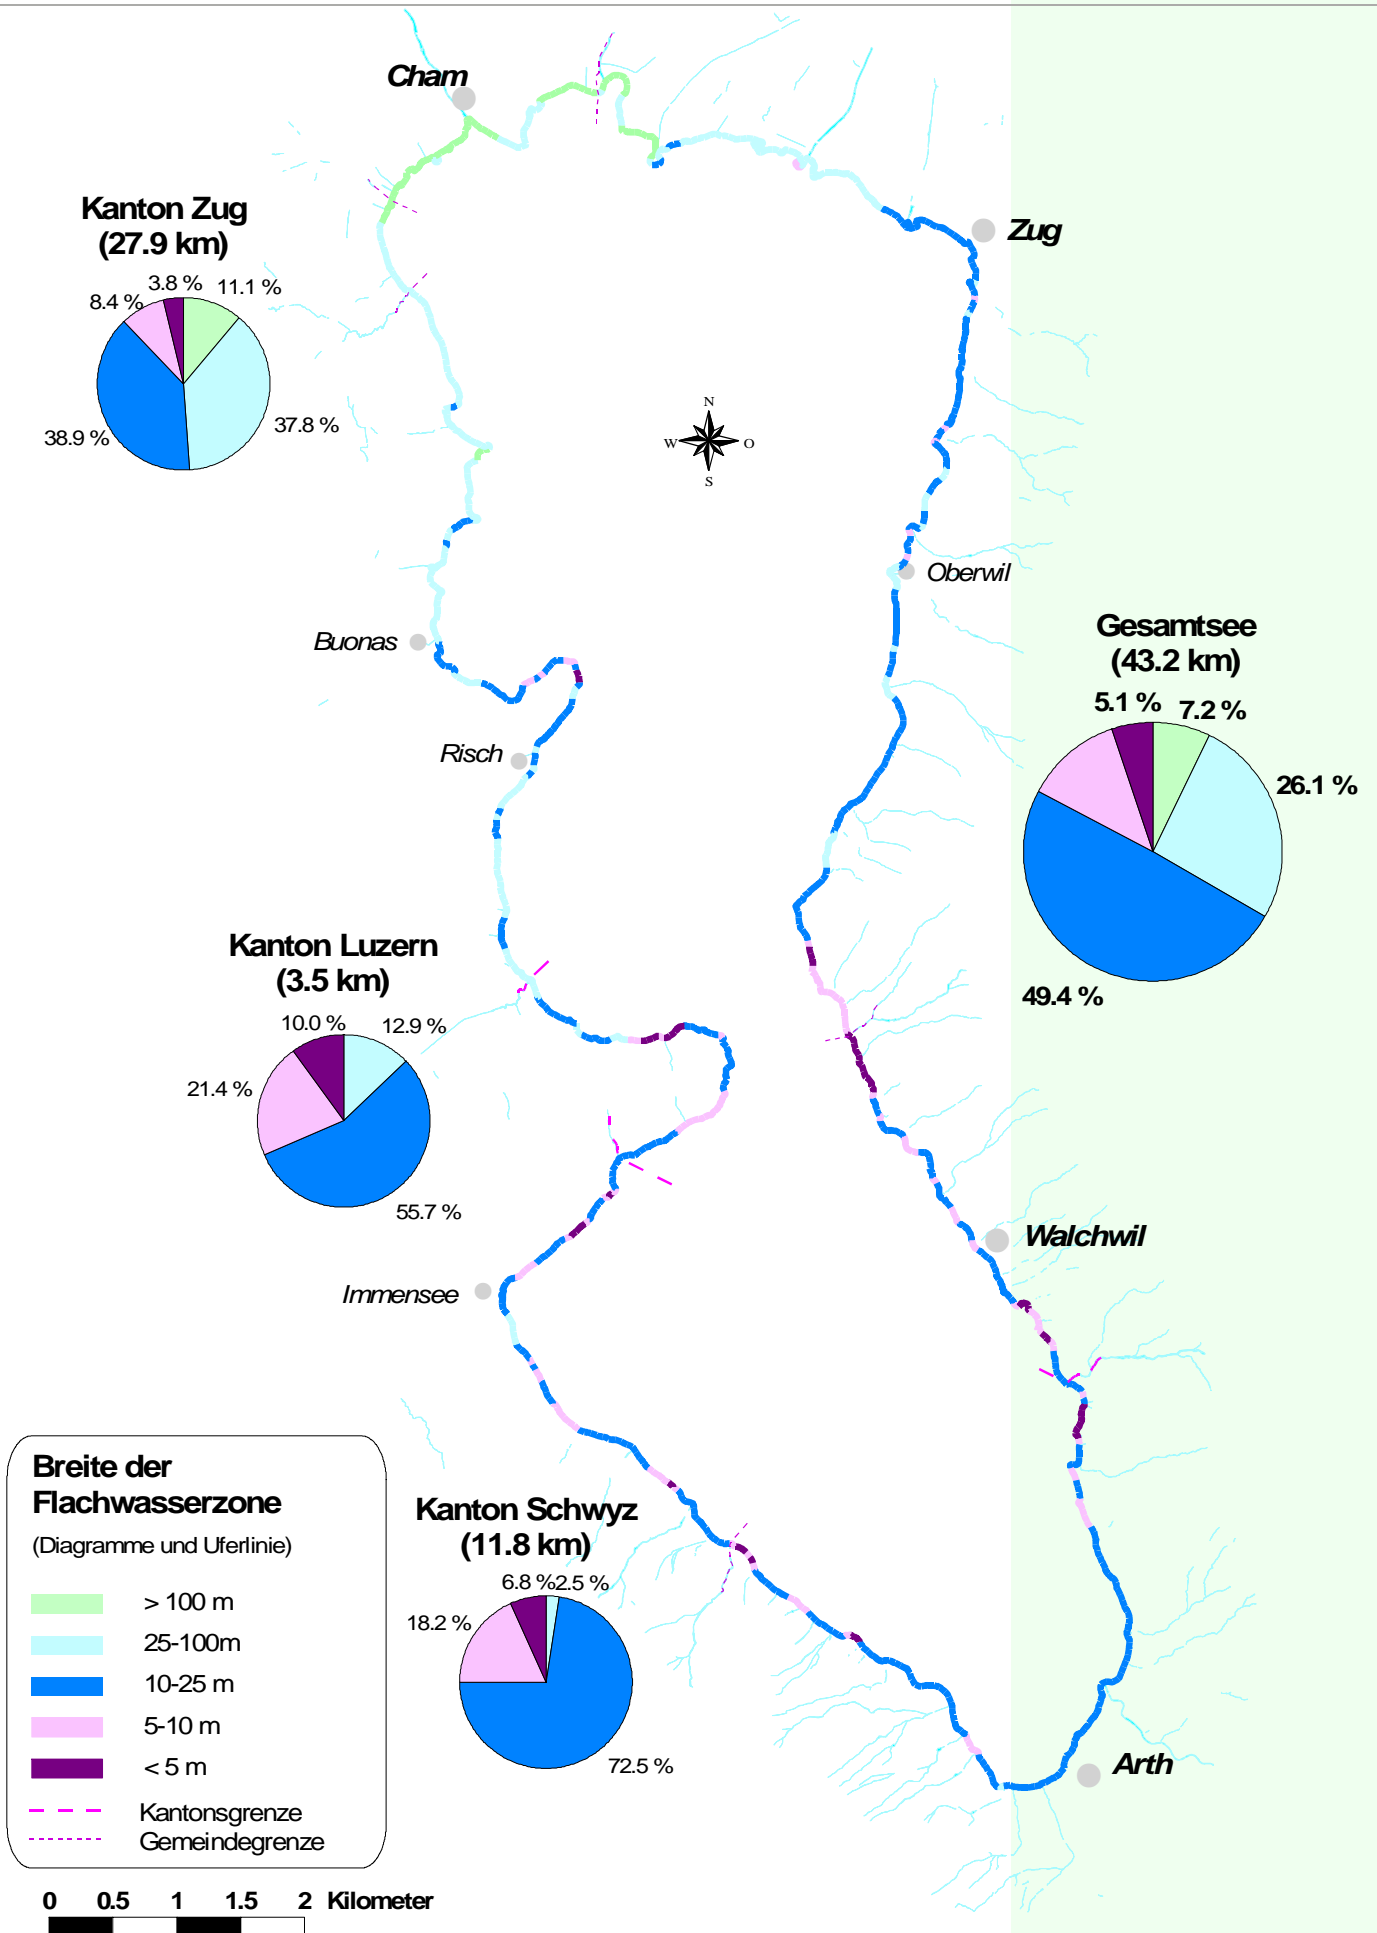 Cham
Kanton Zug
(27.9 km)
3.8 %
11.1 %
8.4 %
38.9 %
37.8 %
Zug
N
W
O
S
Oberwil
Buonas
Risch
Gesamtsee
(43.2 km)
5.1 %
7.2 %
26.1 %
49.4 %
Kanton Luzern
(3.5 km)
10.0 %
12.9 %
21.4 %
55.7 %
Walchwil
Immensee
Kanton Schwyz
(11.8 km)
6.8 %
2.5 %
18.2 %
72.5 %
Arth
Breite der
Flachwasserzone
(Diagramme und Uferlinie)
> 100 m
25-100m
10-25 m
5-10 m
< 5 m
Kantonsgrenze
Gemeindegrenze
0 0.5 1 1.5 2 Kilometer